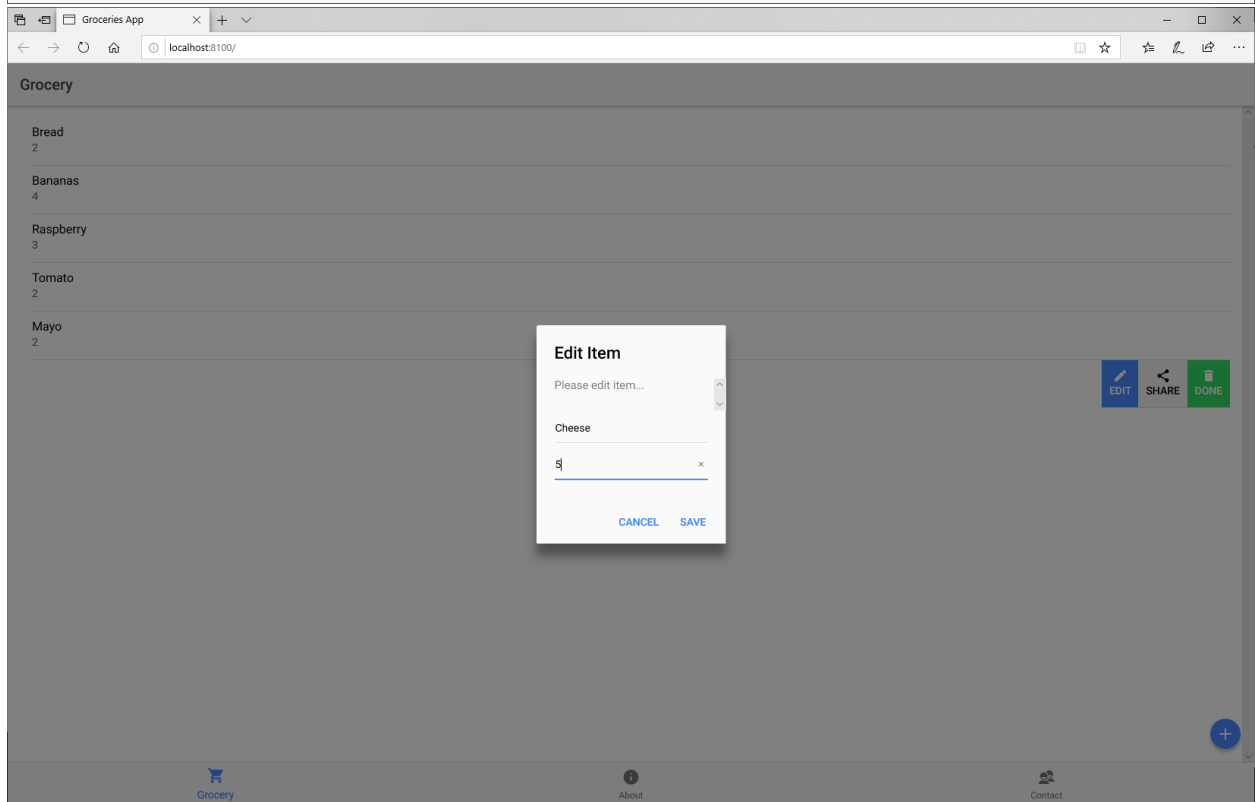 Groceries App
localhost:8100/
Grocery
Bread
2
Bananas
4
Raspberry
3
Tomato
2
Mayo
2
Edit Item
Please edit item...
Cheese
5
CANCEL SAVE
EDIT SHARE DONE
Grocery About Contact